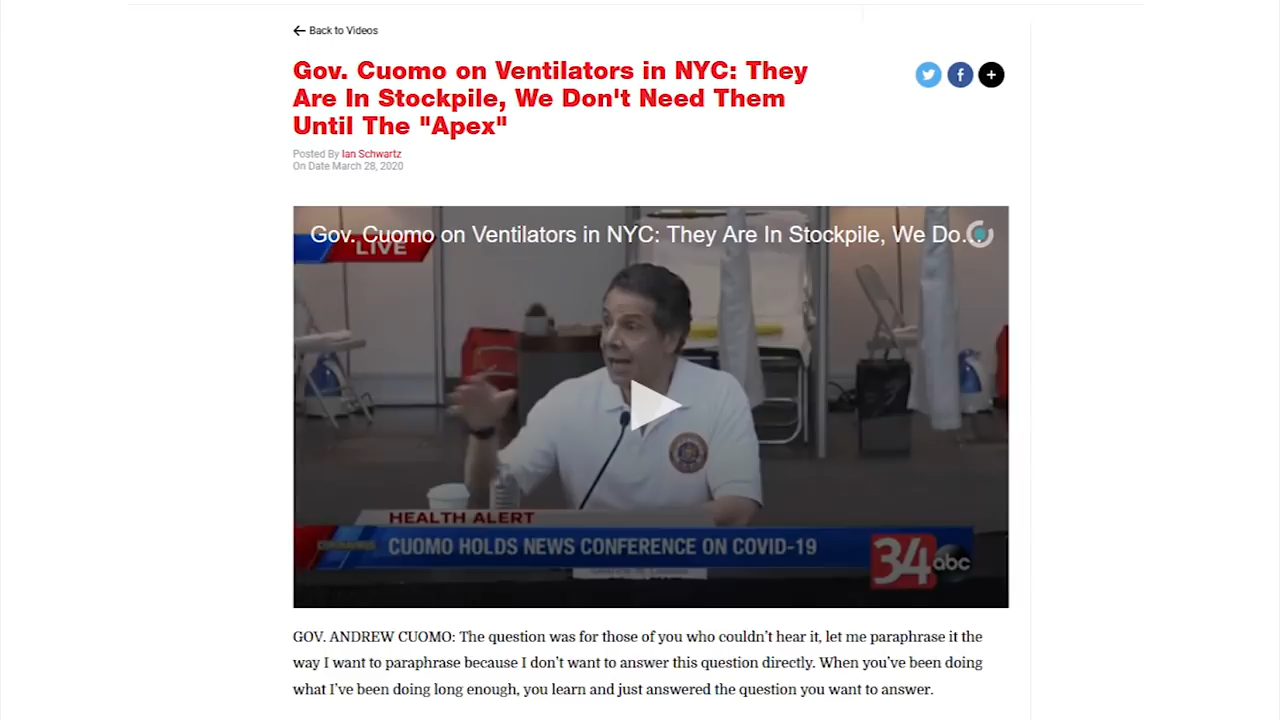 Back to Videos
Gov. Cuomo on Ventilators in NYC: They
Are In Stockpile, We Don't Need Them
Until The "Apex"
Posted By Ian Schwartz
On Date March 28, 2020
Gov. Cuomo on Ventilators in NYC: They Are In Stockpile, We Do...
LIVE
HEALTH ALERT
CORONAVIRUS
CUOMO HOLDS NEWS CONFERENCE ON COVID-19
34 abc
GOV. ANDREW CUOMO: The question was for those of you who couldn't hear it, let me paraphrase it the
way I want to paraphrase because I don't want to answer this question directly. When you've been doing
what I've been doing long enough, you learn and just answered the question you want to answer.